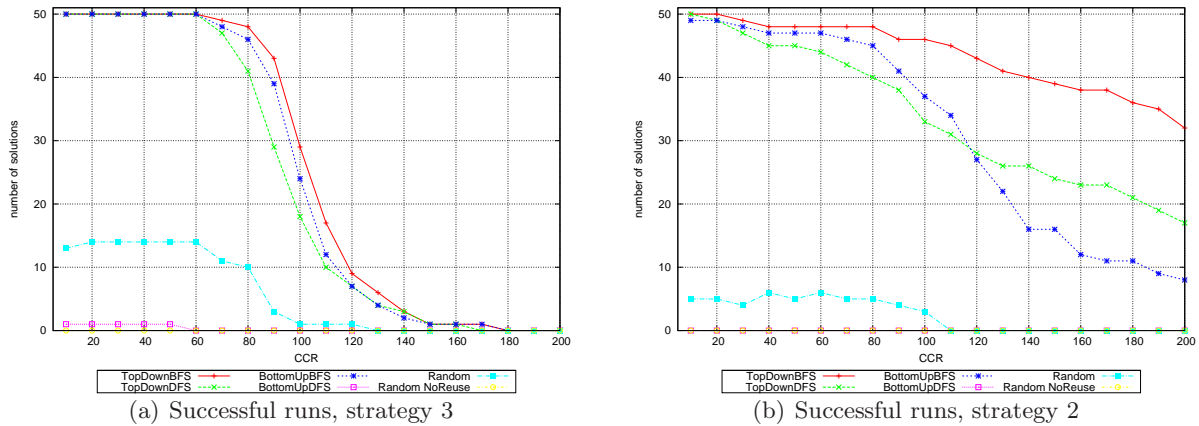 50
40
30
20
10
0
number of solutions
20 40 60 80 100 120 140 160 180 200
CCR
TopDownBFS BottomUpBFS Random
TopDownDFS BottomUpDFS Random NoReuse
(a) Successful runs, strategy 3
50
40
30
20
10
0
number of solutions
20 40 60 80 100 120 140 160 180 200
CCR
TopDownBFS BottomUpBFS Random
TopDownDFS BottomUpDFS Random NoReuse
(b) Successful runs, strategy 2